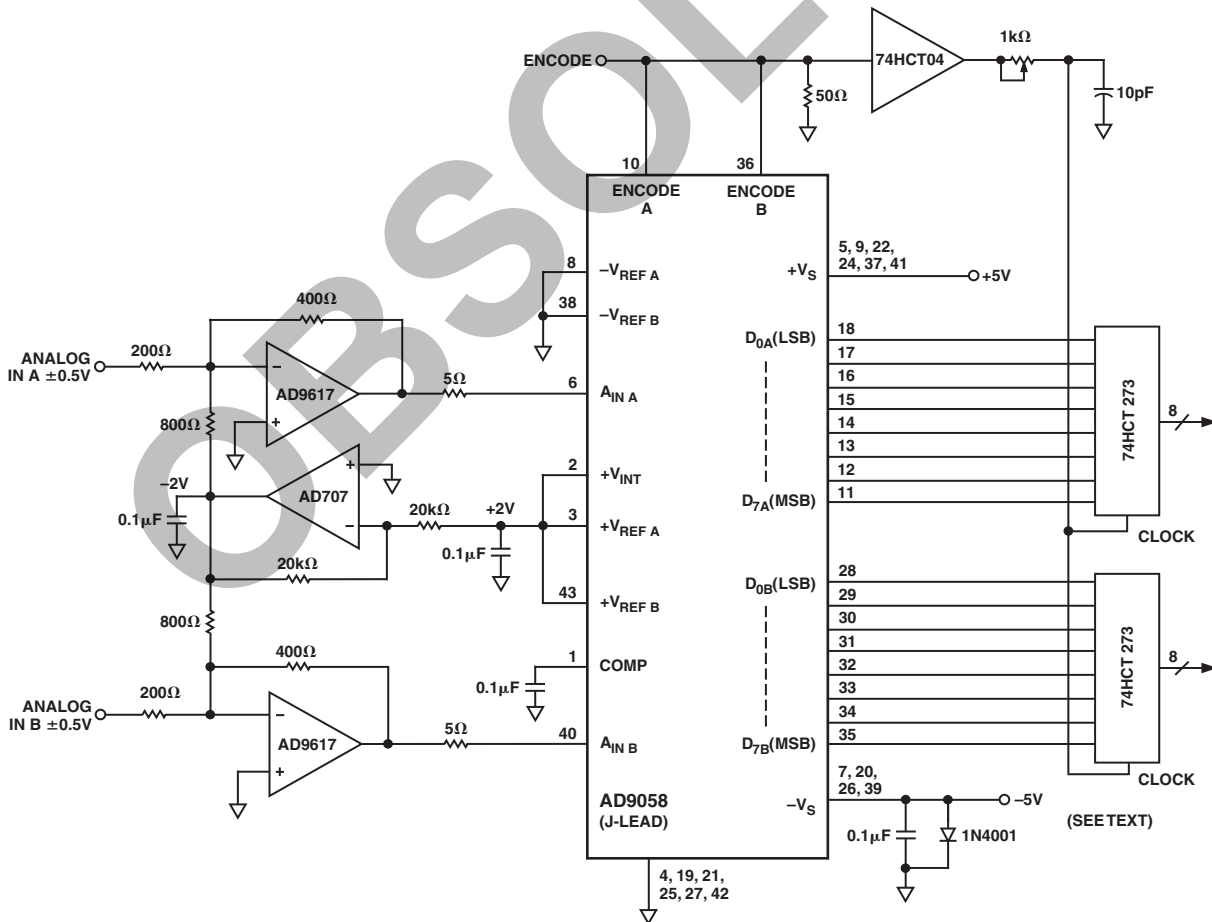 ENCODE
74HCT04
1kΩ
50Ω
10pF
10
36
ENCODE
A
ENCODE
B
8
–VREF A
38
–VREF B
+VS
5, 9, 22,
24, 37, 41
+5V
400Ω
ANALOG
IN A ±0.5V
200Ω
AD9617
–
+
5Ω
6
AIN A
800Ω
D0A(LSB)
18
17
16
15
14
13
12
D7A(MSB)
11
74HCT 273
8
CLOCK
–2V
0.1µF
AD707
+
–
20kΩ
20kΩ
+2V
0.1µF
2
+VINT
3
+VREF A
43
+VREF B
800Ω
1
COMP
0.1µF
D0B(LSB)
28
29
30
31
32
33
34
D7B(MSB)
35
74HCT 273
8
CLOCK
400Ω
ANALOG
IN B ±0.5V
200Ω
AD9617
–
+
5Ω
40
AIN B
AD9058
(J-LEAD)
7, 20,
26, 39
–VS
–5V
0.1µF
1N4001
(SEE TEXT)
4, 19, 21,
25, 27, 42
OBSOL